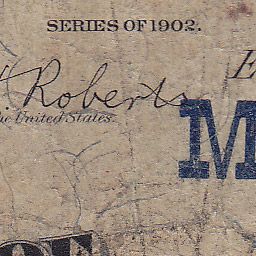 SERIES OF 1902.
Roberts
the United States.
M